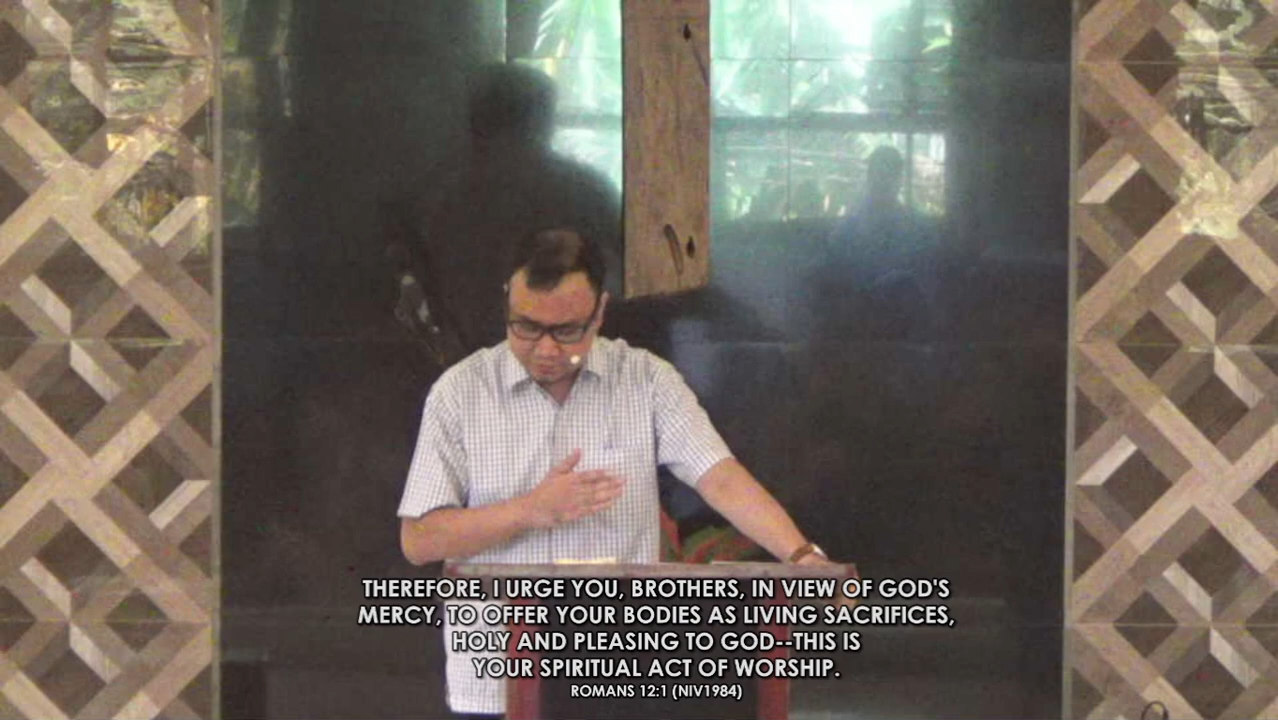 THEREFORE, I URGE YOU, BROTHERS, IN VIEW OF GOD'S
MERCY, TO OFFER YOUR BODIES AS LIVING SACRIFICES,
HOLY AND PLEASING TO GOD--THIS IS
YOUR SPIRITUAL ACT OF WORSHIP.
ROMANS 12:1 (NIV1984)